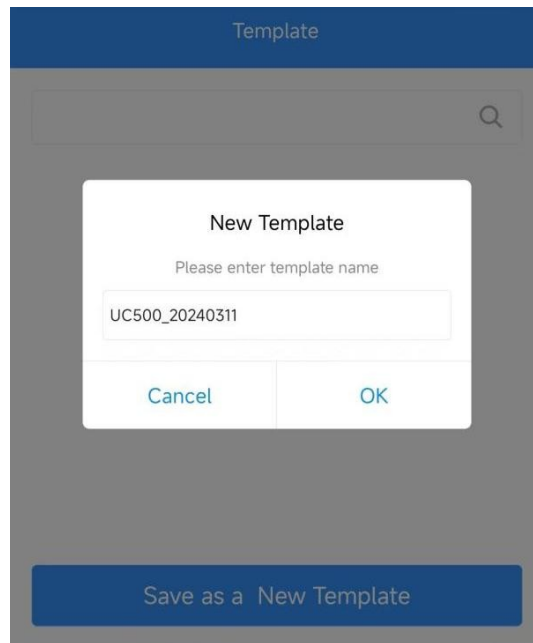 Template
New Template
Please enter template name
UC500_20240311
Cancel OK
Save as a New Template